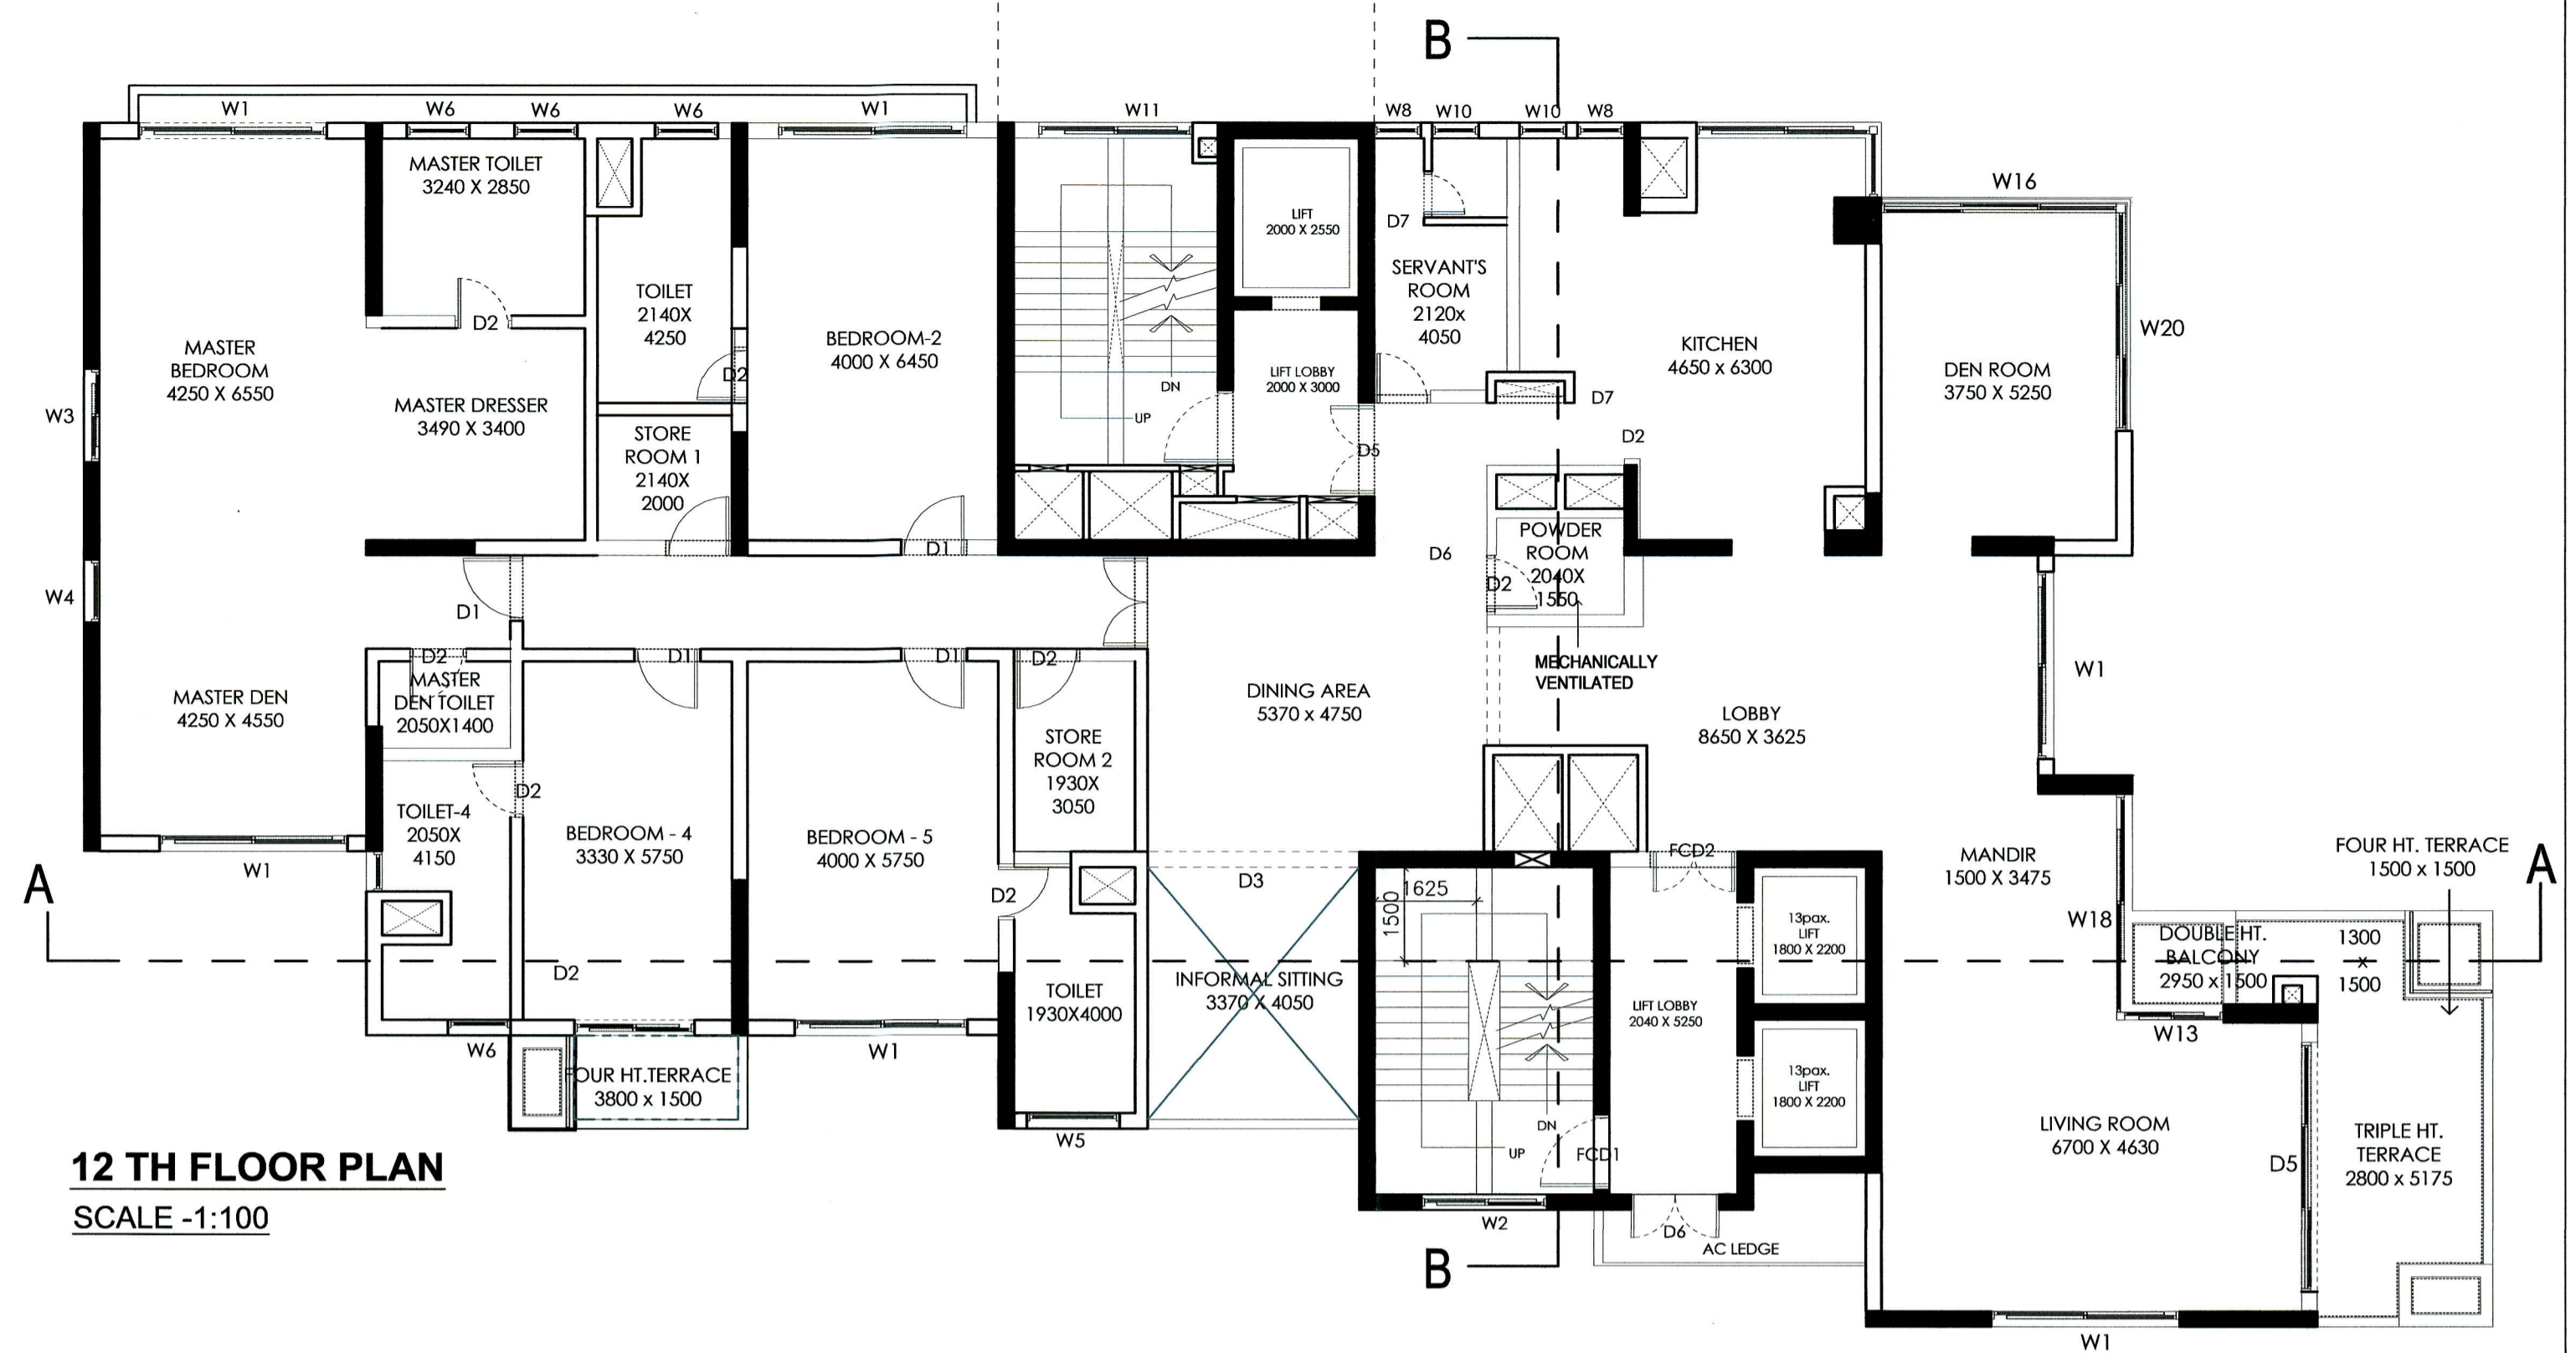 B
W1
W6
W6
W6
W1
W11
W8
W10
W10
W8
W16
MASTER TOILET
3240 X 2850
D2
TOILET
2140X
4250
D2
MASTER
BEDROOM
4250 X 6550
MASTER DRESSER
3490 X 3400
STORE
ROOM 1
2140X
2000
BEDROOM-2
4000 X 6450
D1
LIFT
2000 X 2550
LIFT LOBBY
2000 X 3000
DN
UP
D5
D7
SERVANT'S
ROOM
2120x
4050
D7
D2
KITCHEN
4650 x 6300
DEN ROOM
3750 X 5250
W20
W3
W4
D1
D6
POWDER
ROOM
2040X
1550
D2
MECHANICALLY
VENTILATED
W1
MASTER DEN
4250 X 4550
D2
MASTER
DEN TOILET
2050X1400
D1
D1
D2
DINING AREA
5370 x 4750
LOBBY
8650 X 3625
STORE
ROOM 2
1930X
3050
D2
TOILET-4
2050X
4150
BEDROOM - 4
3330 X 5750
BEDROOM - 5
4000 X 5750
W1
A
D2
D3
FCD2
1625
1500
MANDIR
1500 X 3475
FOUR HT. TERRACE
1500 x 1500
A
W18
DOUBLE HT.
BALCONY
2950 x 1500
1300
x
1500
13pax.
LIFT
1800 X 2200
D2
INFORMAL SITTING
3370 X 4050
TOILET
1930X4000
LIFT LOBBY
2040 X 5250
W13
W6
W1
FOUR HT.TERRACE
3800 x 1500
13pax.
LIFT
1800 X 2200
W5
DN
UP
FCD1
LIVING ROOM
6700 X 4630
D5
TRIPLE HT.
TERRACE
2800 x 5175
12 TH FLOOR PLAN
SCALE -1:100
W2
D6
AC LEDGE
B
W1